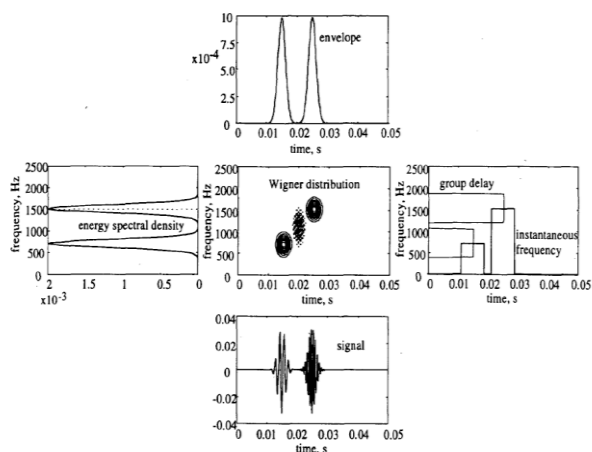 10
7.5
x10-4
5
2.5
0
envelope
0 0.01 0.02 0.03 0.04 0.05
time, s
2500
2000
1500
1000
500
0
frequency, Hz
energy spectral density
2 1.5 1 0.5 0
x10-3
2500
2000
1500
1000
500
0
frequency, Hz
Wigner distribution
0 0.01 0.02 0.03 0.04 0.05
time, s
2500
2000
1500
1000
500
0
frequency, Hz
group delay
instantaneous
frequency
0 0.01 0.02 0.03 0.04 0.05
time, s
0.04
0.02
0
-0.02
-0.04
signal
0 0.01 0.02 0.03 0.04 0.05
time, s